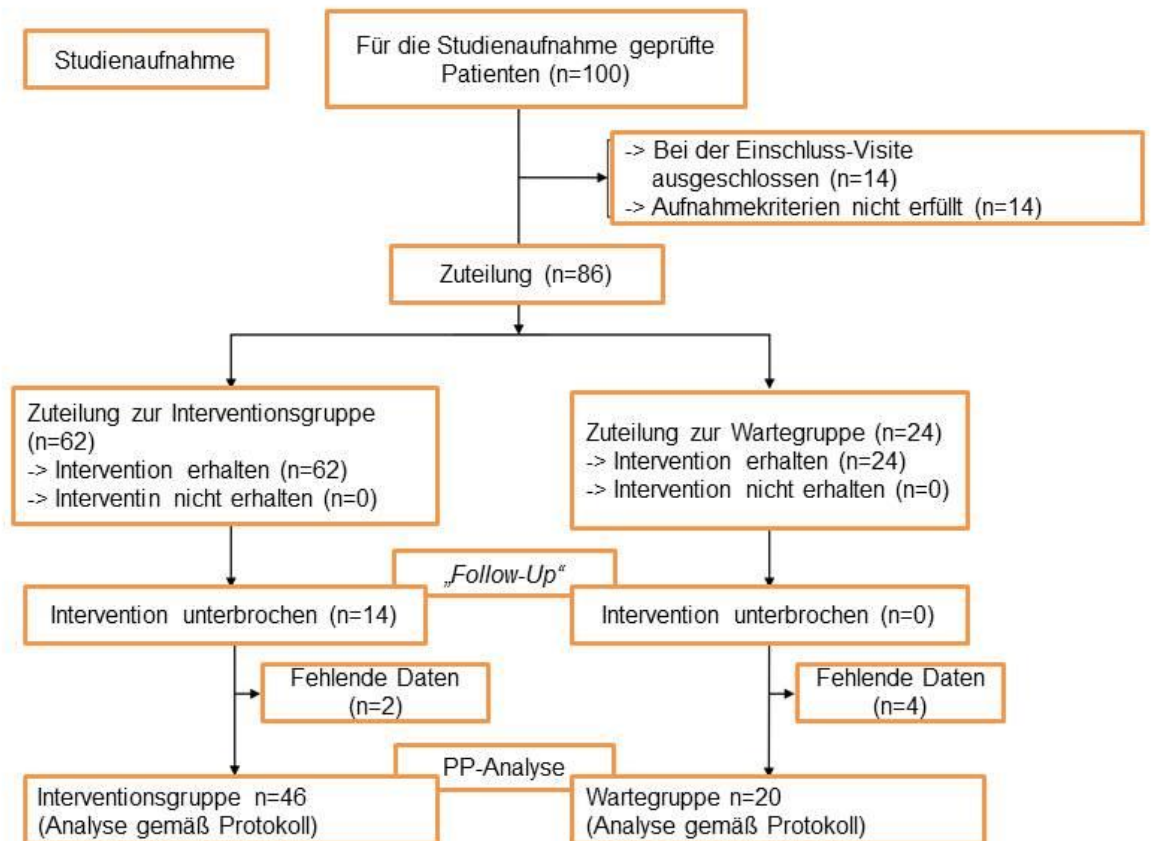 Studienaufnahme
Für die Studienaufnahme geprüfte
Patienten (n=100)
-> Bei der Einschluss-Visite
ausgeschlossen (n=14)
-> Aufnahmekriterien nicht erfüllt (n=14)
Zuteilung (n=86)
Zuteilung zur Interventionsgruppe
(n=62)
-> Intervention erhalten (n=62)
-> Interventin nicht erhalten (n=0)
Zuteilung zur Wartegruppe (n=24)
-> Intervention erhalten (n=24)
-> Intervention nicht erhalten (n=0)
„Follow-Up“
Intervention unterbrochen (n=14)
Intervention unterbrochen (n=0)
Fehlende Daten
(n=2)
Fehlende Daten
(n=4)
PP-Analyse
Interventionsgruppe n=46
(Analyse gemäß Protokoll)
Wartegruppe n=20
(Analyse gemäß Protokoll)